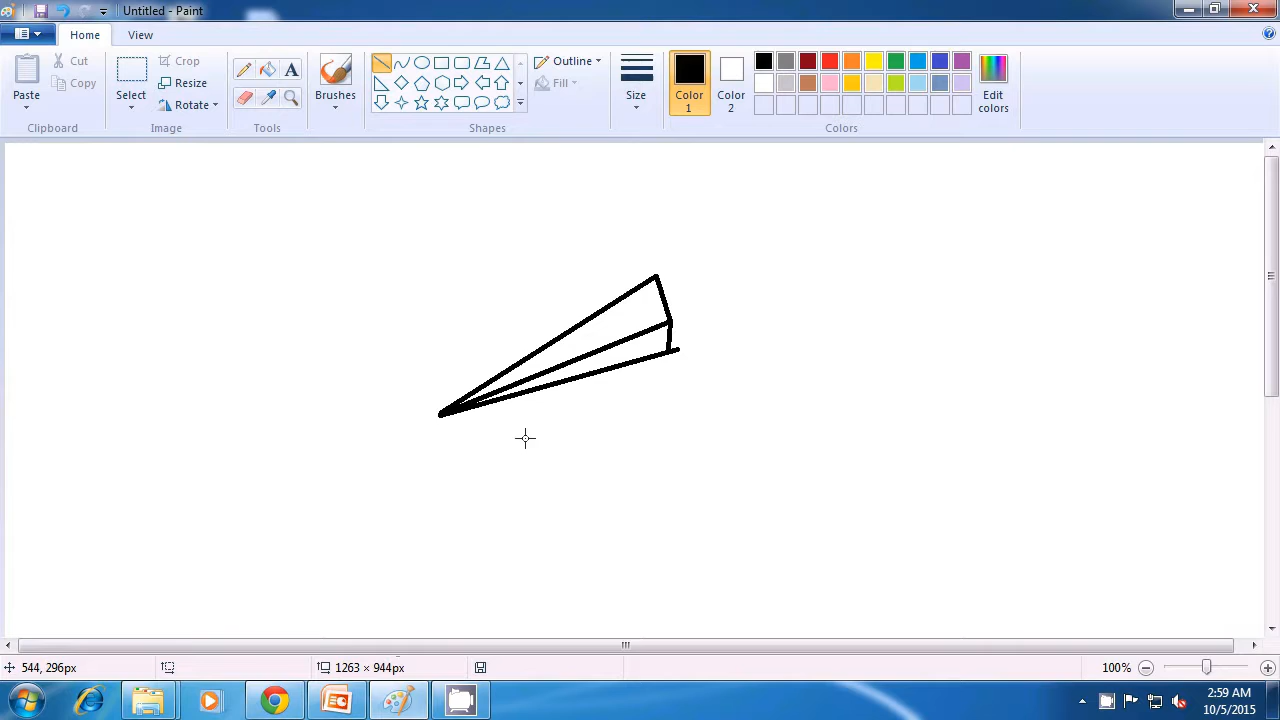 Untitled - Paint
Home View
Paste
Cut
Copy
Clipboard
Select
Crop
Resize
Rotate
Image
A
Tools
Brushes
Outline
Fill
Shapes
Size
Color 1
Color 2
Edit colors
Colors
544, 296px
1263 × 944px
100%
2:59 AM
10/5/2015